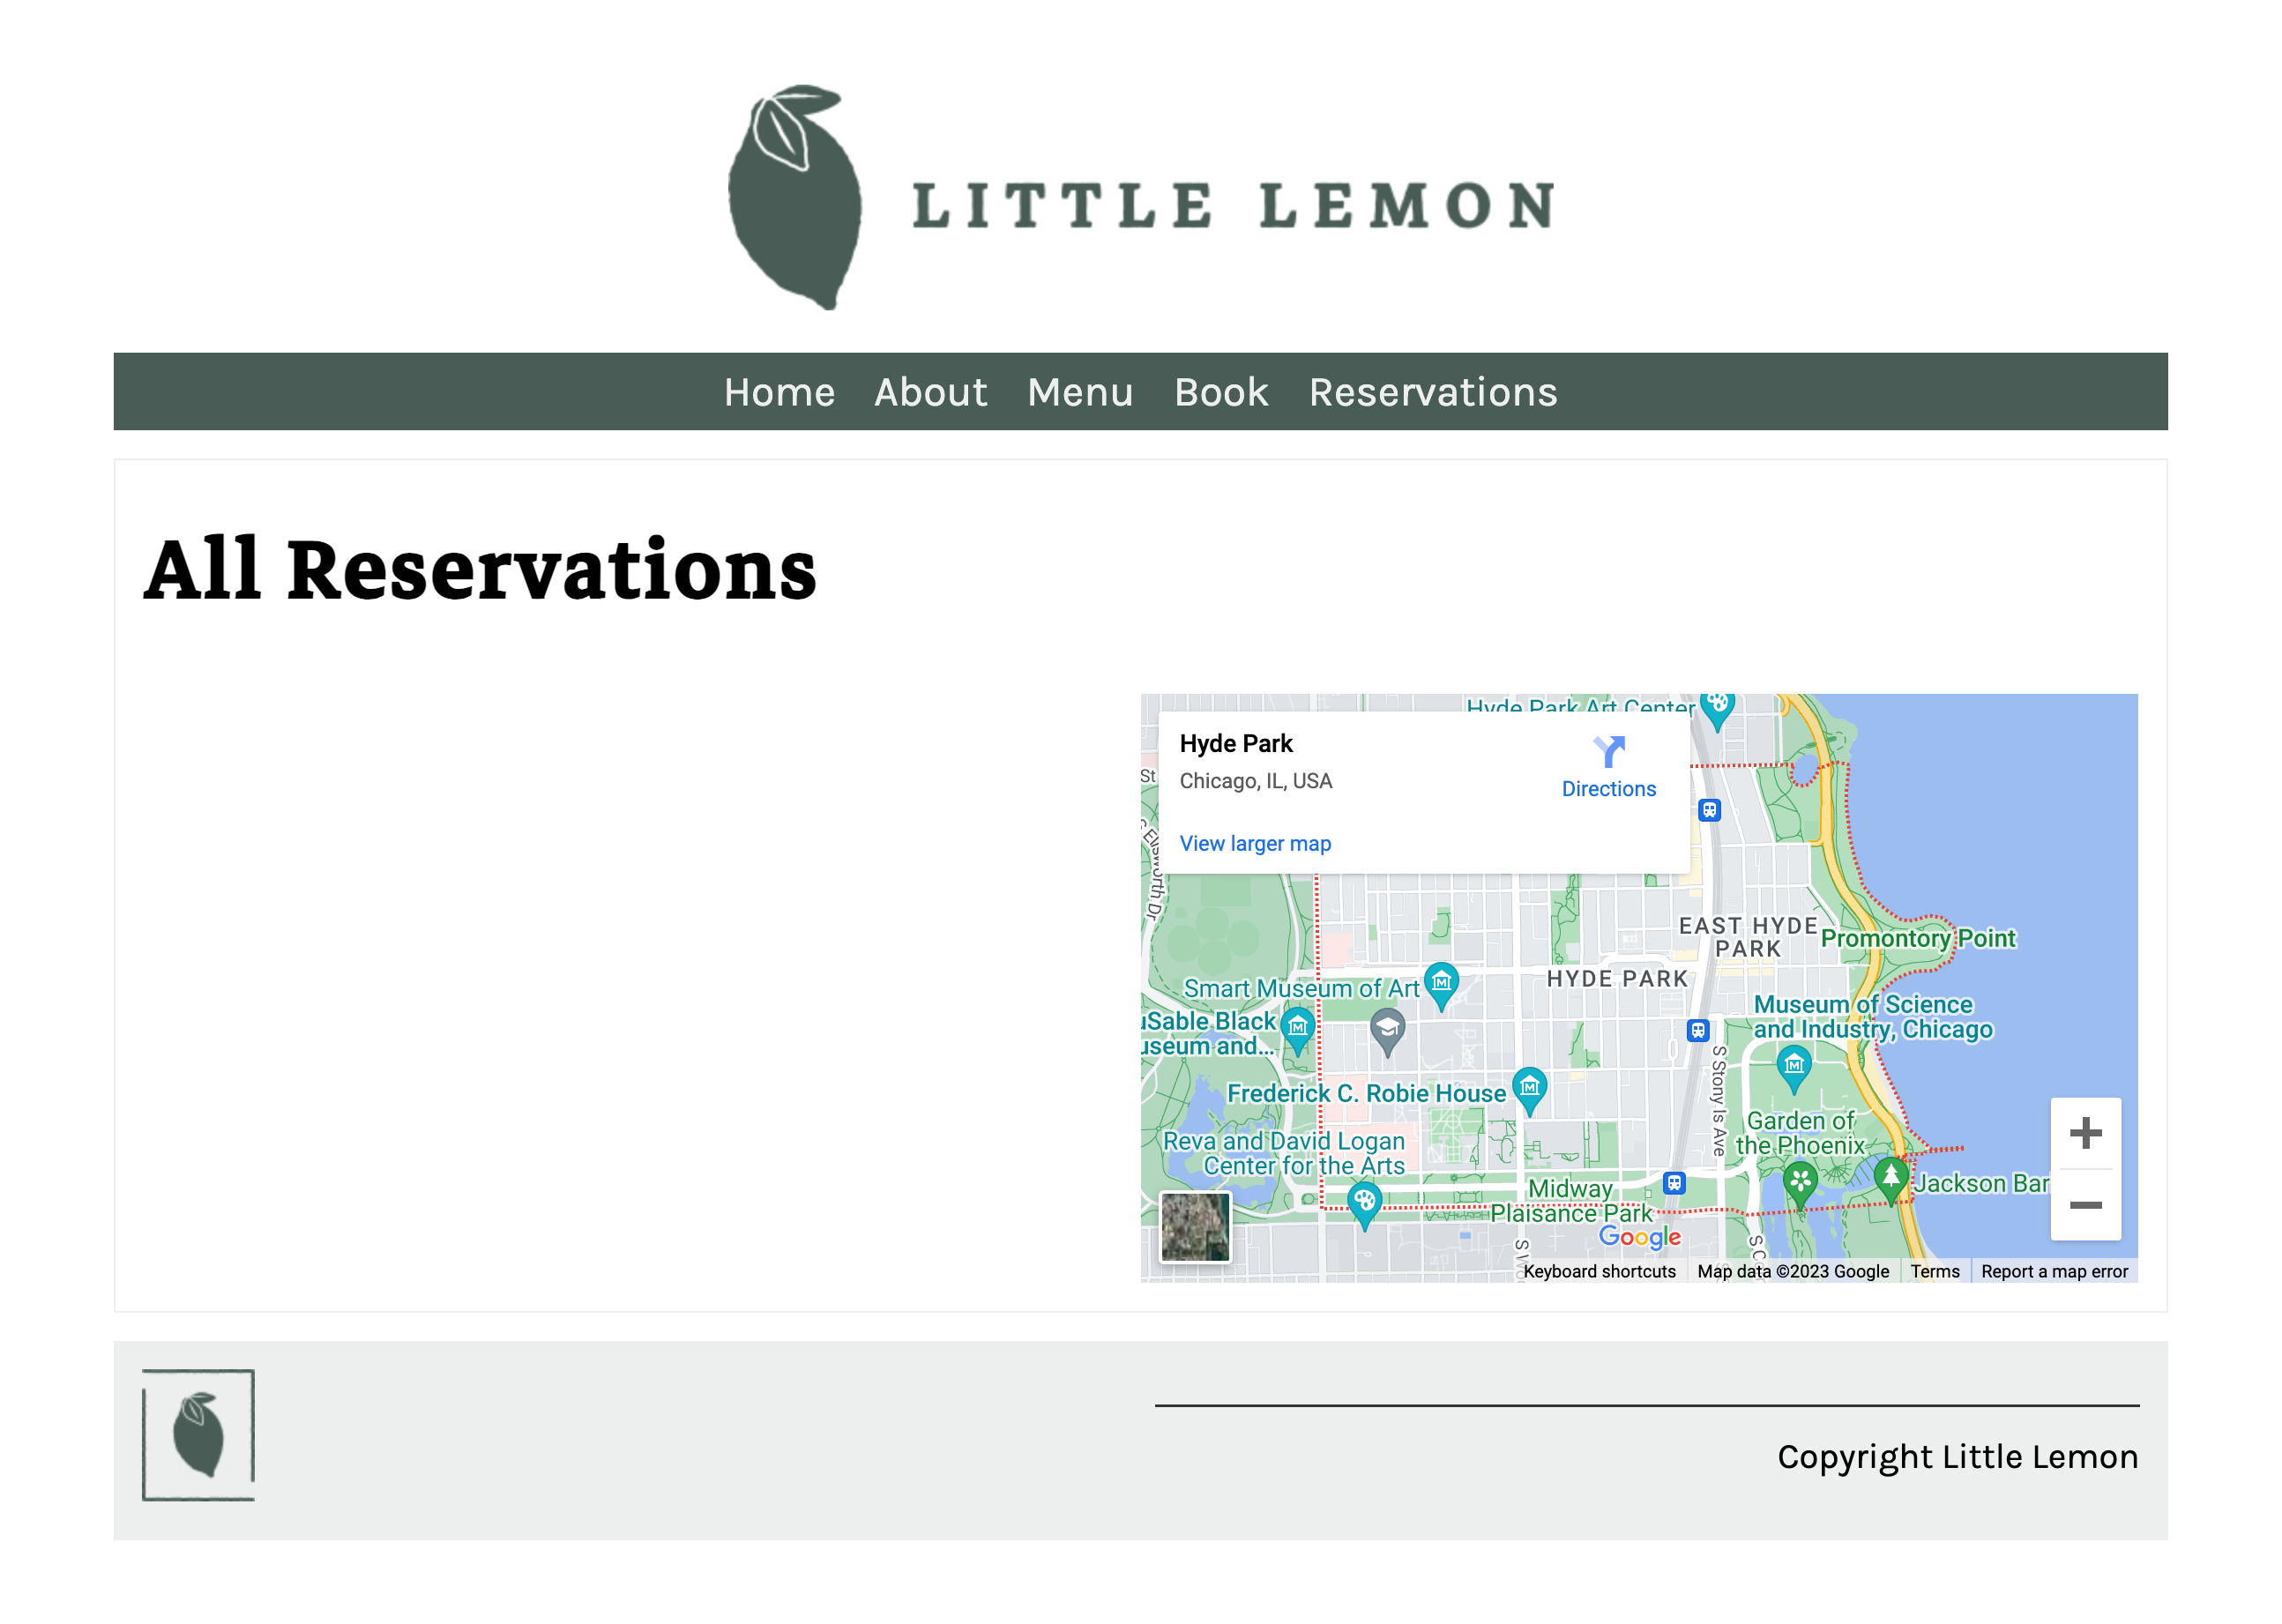 LITTLE LEMON
Home About Menu Book Reservations
All Reservations
Hyde Park Art Center
Hyde Park
Chicago, IL, USA
Directions
View larger map
St
EAST HYDE
PARK
Promontory Point
HYDE PARK
Smart Museum of Art
Museum of Science
and Industry, Chicago
uSable Black
useum and...
S Stony Is Ave
Frederick C. Robie House
Garden of
the Phoenix
Reva and David Logan
Center for the Arts
Jackson Bar
Midway
Plaisance Park
Google
Keyboard shortcuts Map data ©2023 Google Terms Report a map error
Copyright Little Lemon